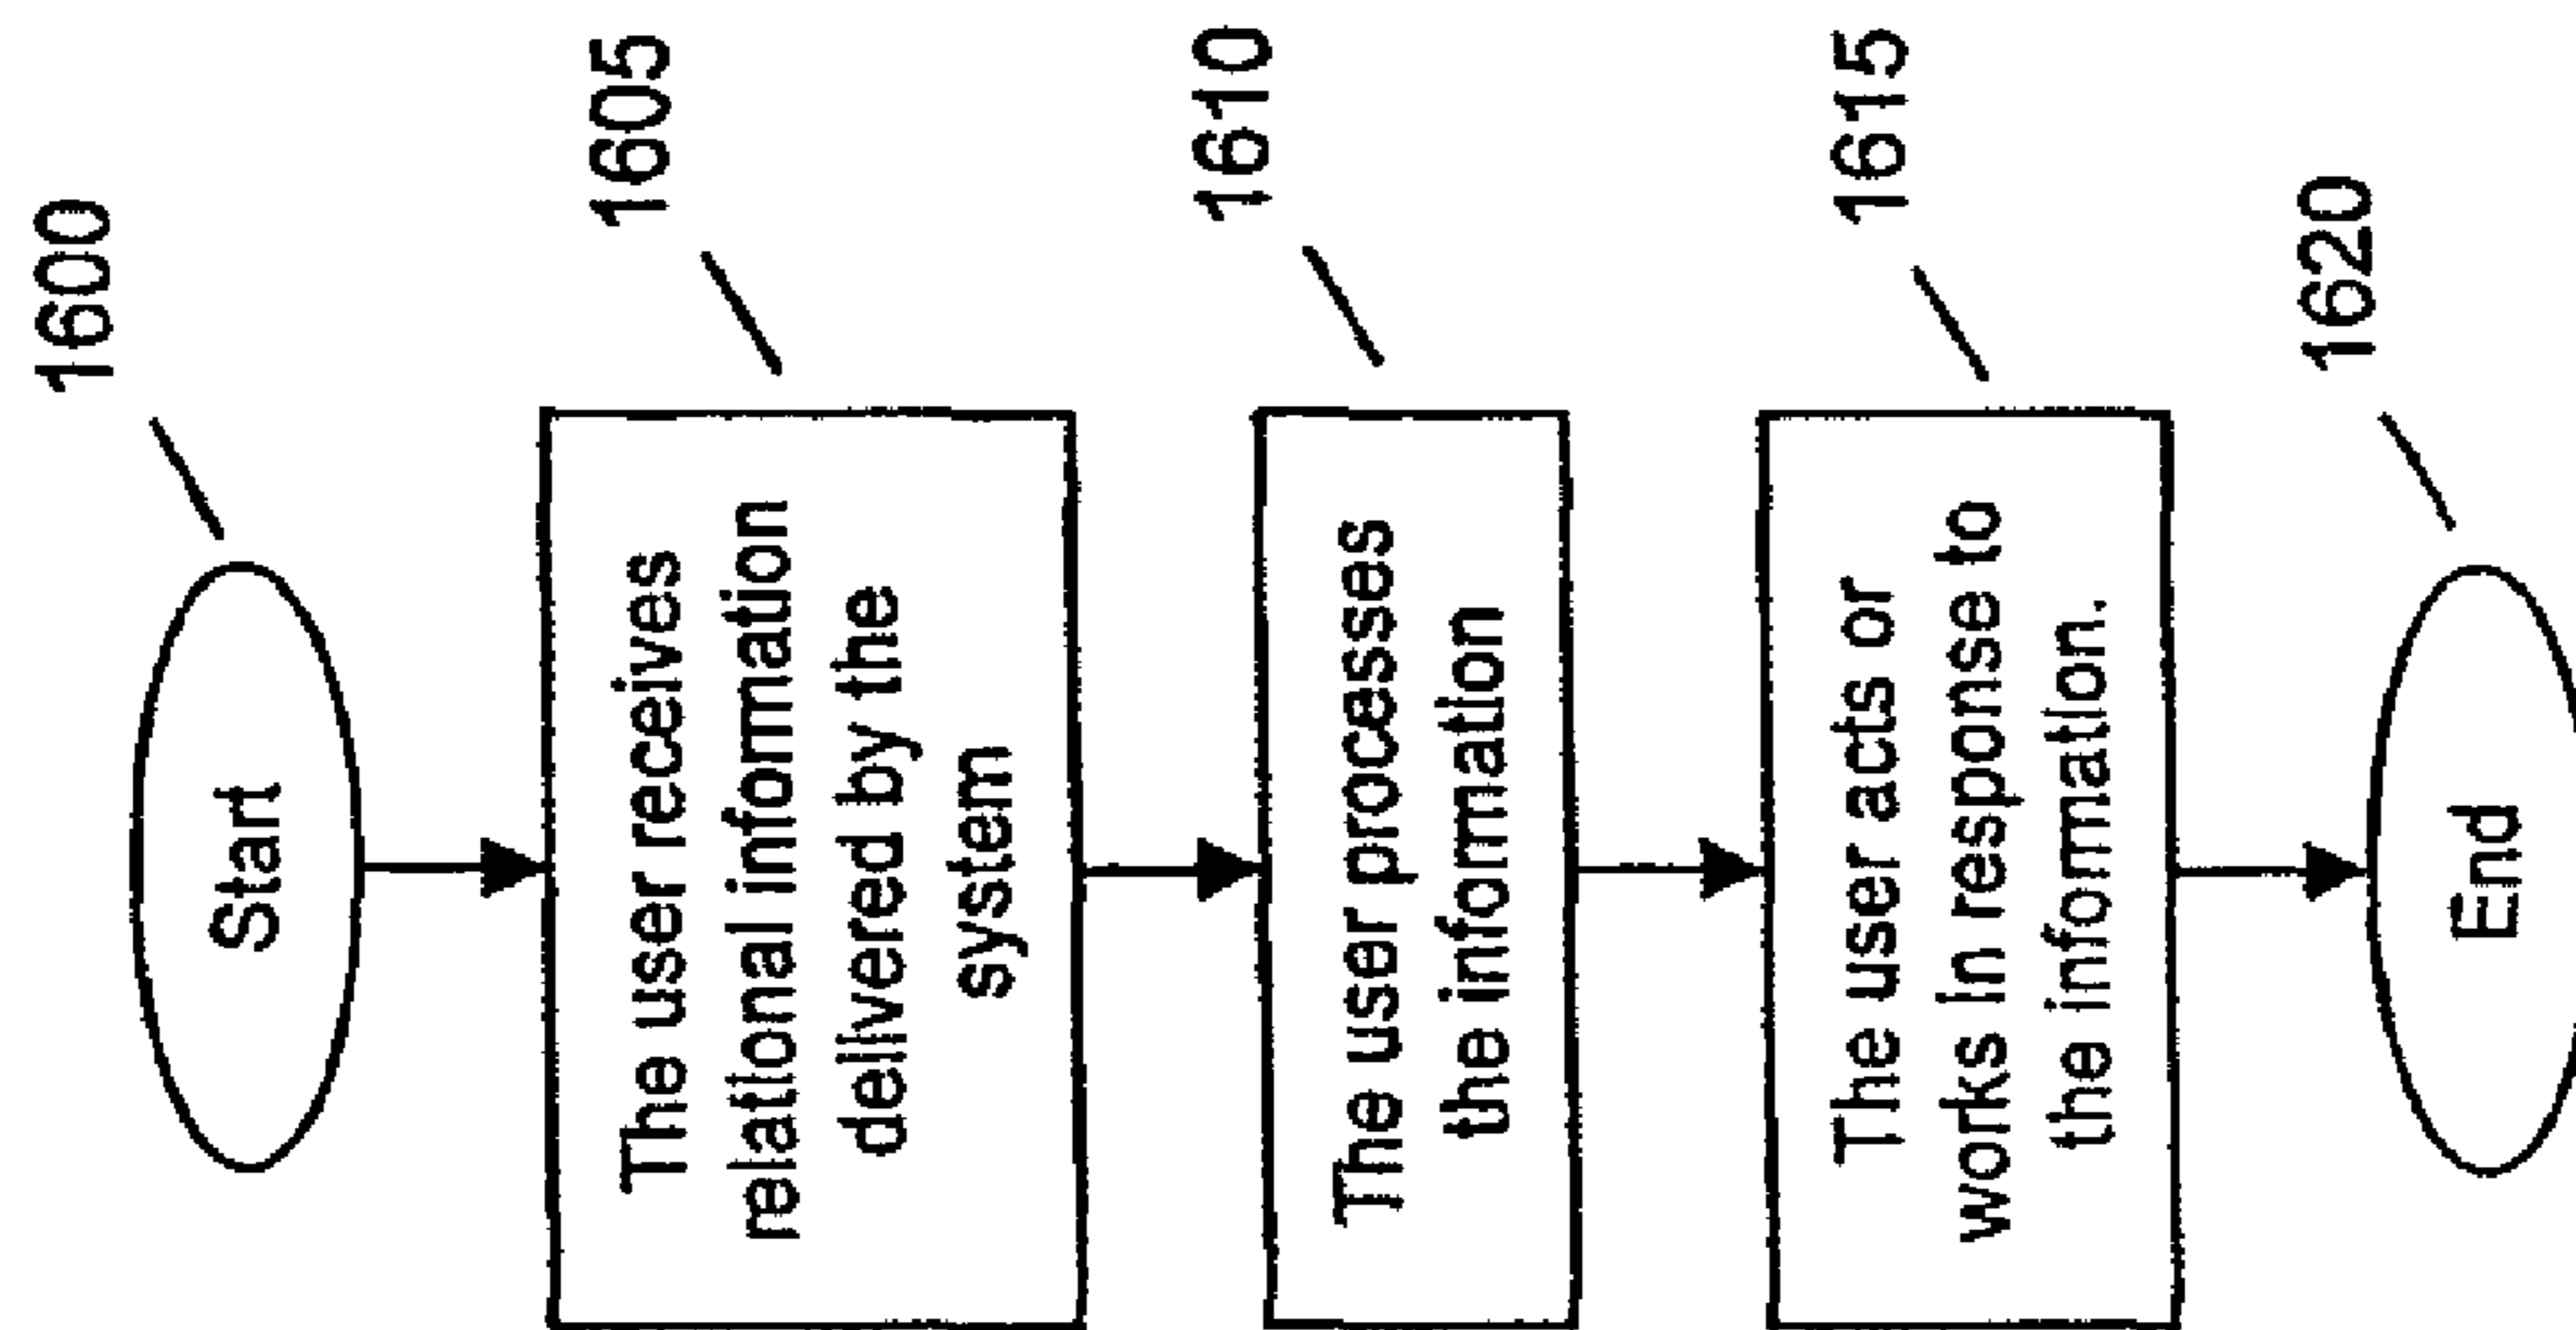 1600
Start
1605
The user receives
relational information
delivered by the
system
1610
The user processes
the information
1615
The user acts or
works in response to
the information.
1620
End